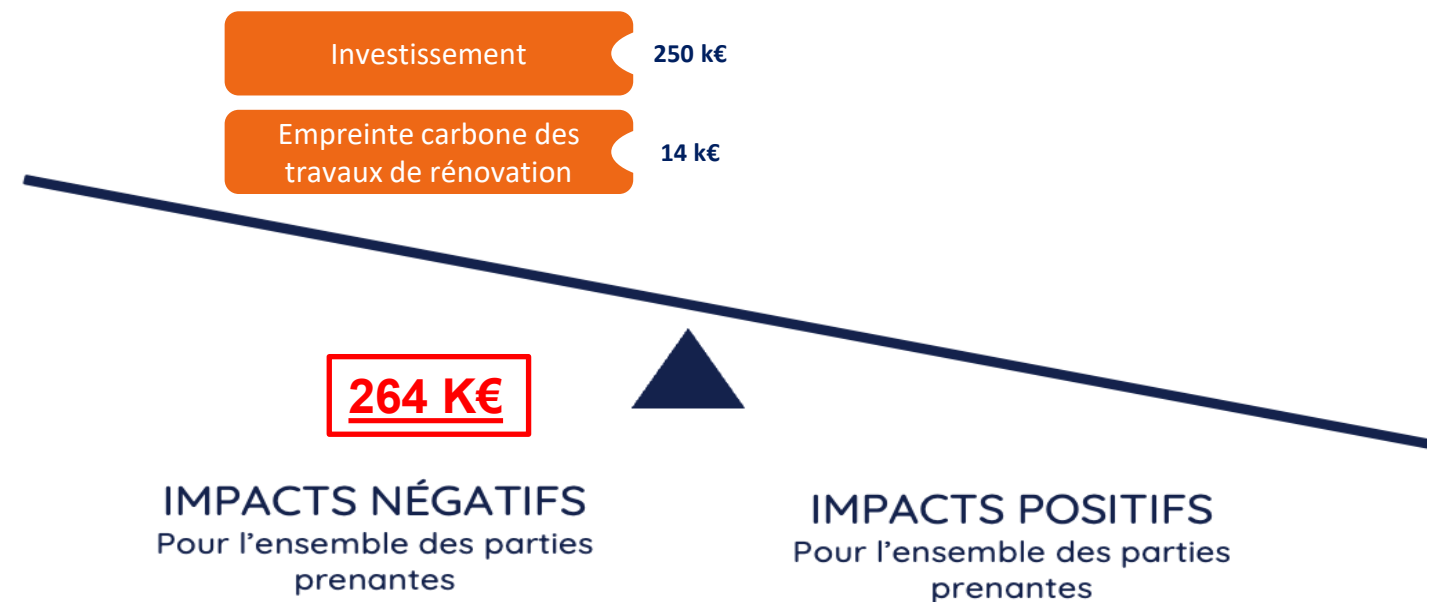 Investissement
250 k€
Empreinte carbone des
travaux de rénovation
14 k€
264 K€
IMPACTS NÉGATIFS
Pour l'ensemble des parties
prenantes
IMPACTS POSITIFS
Pour l'ensemble des parties
prenantes